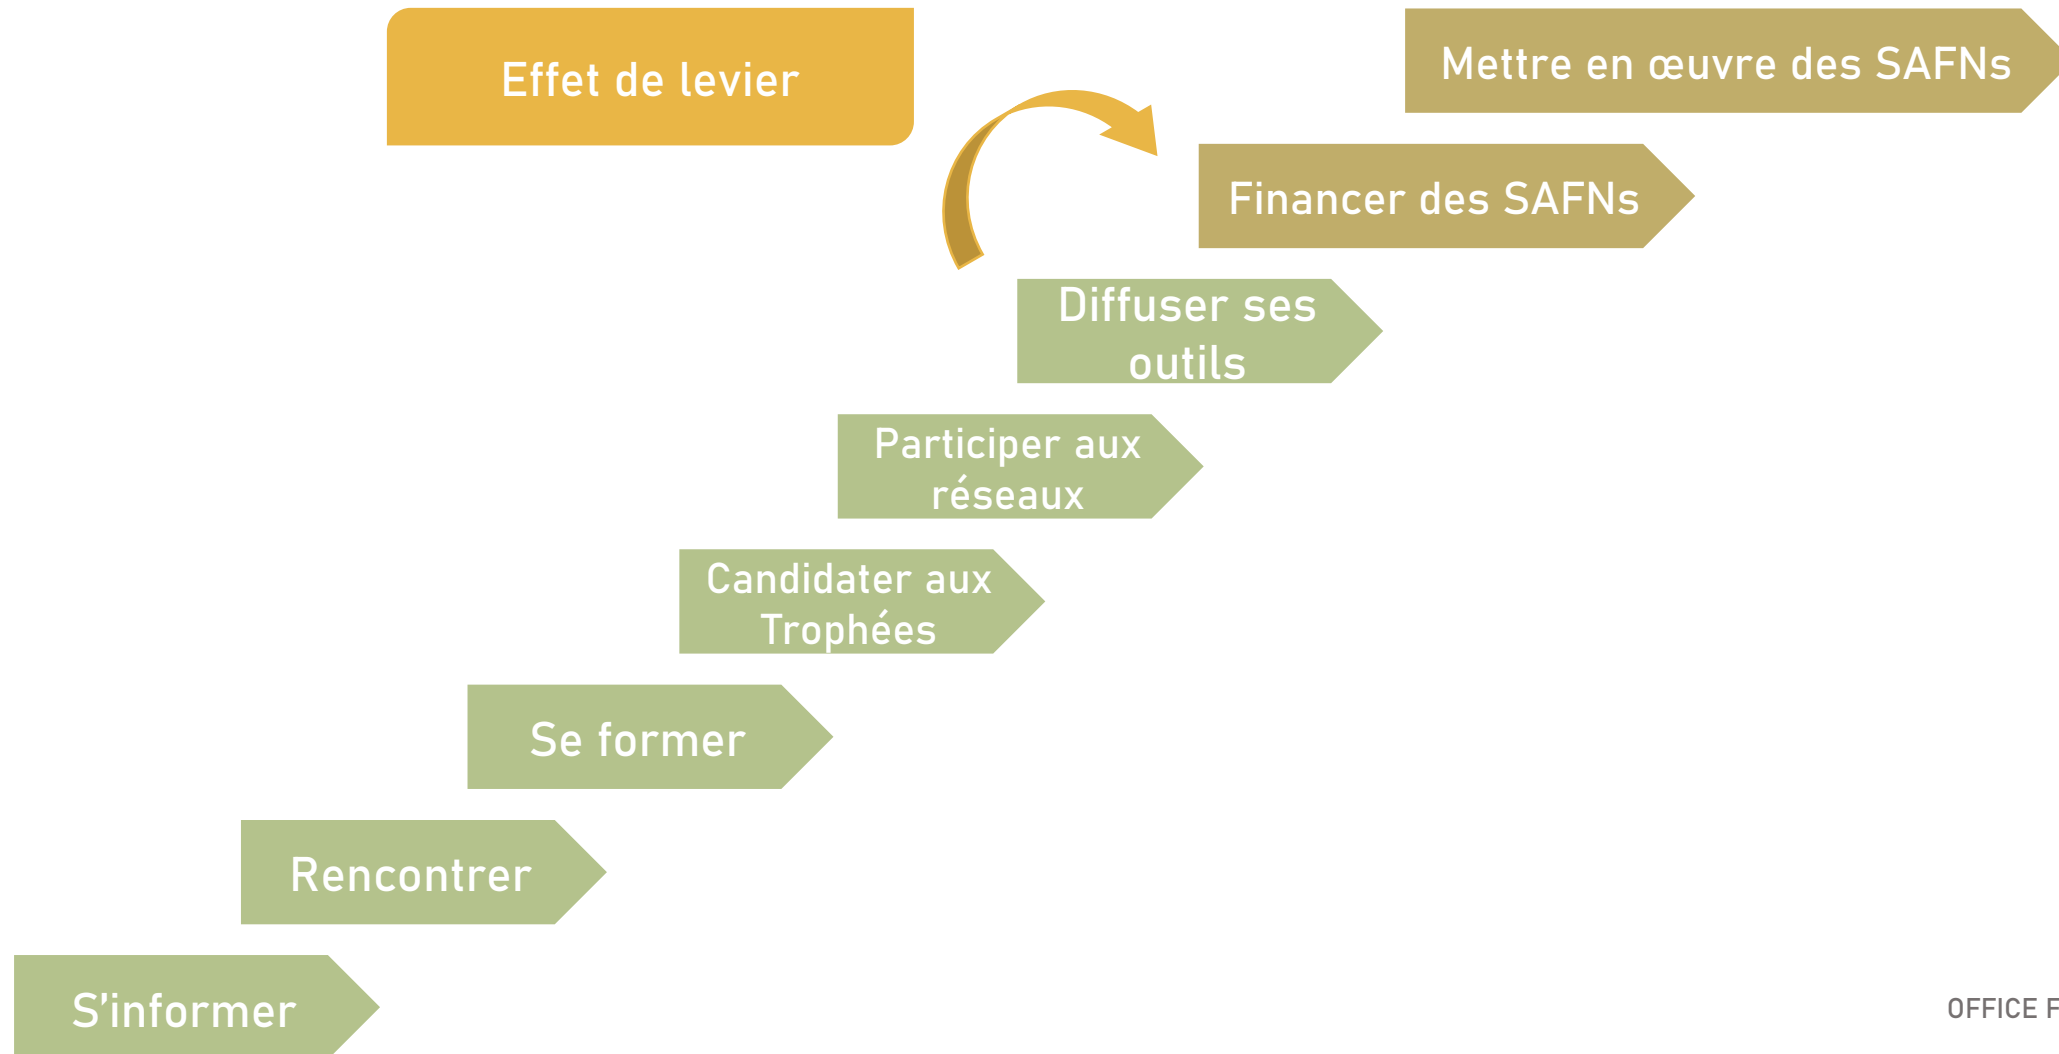 Effet de levier
Mettre en œuvre des SAFNs
Financer des SAFNs
Diffuser ses
outils
Participer aux
réseaux
Candidater aux
Trophées
Se former
Rencontrer
S'informer
OFFICE F